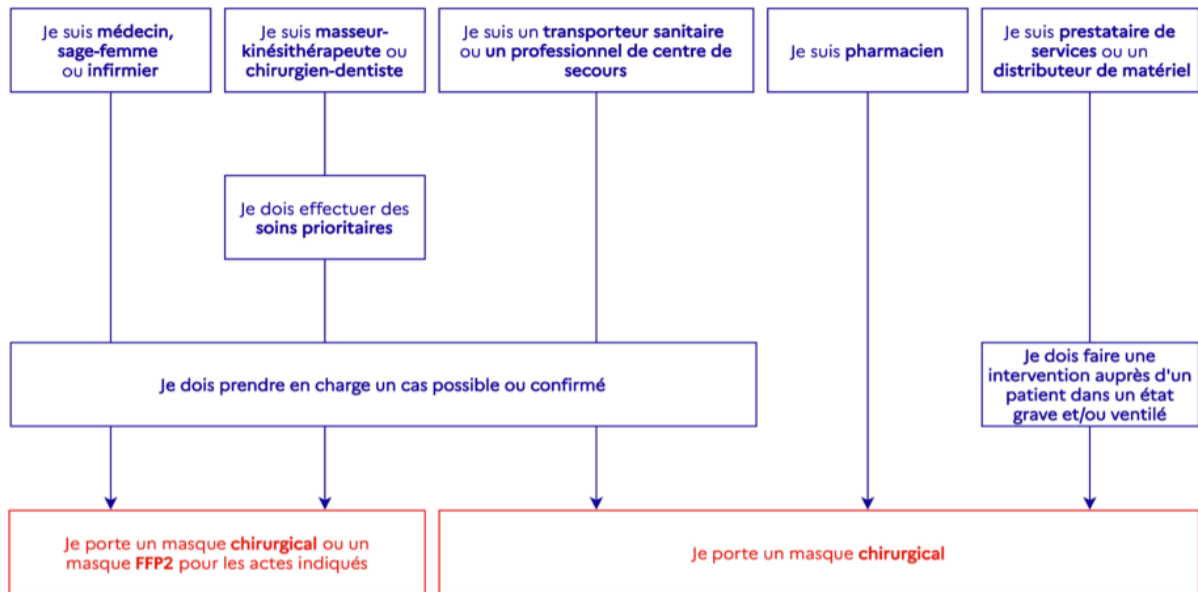 Je suis médecin,
sage-femme
ou infirmier
Je suis masseur-
kinésithérapeute ou
chirurgien-dentiste
Je suis un transporteur sanitaire
ou un professionnel de centre de
secours
Je suis pharmacien
Je suis prestataire de
services ou un
distributeur de matériel
Je dois effectuer des
soins prioritaires
Je dois prendre en charge un cas possible ou confirmé
Je dois faire une
intervention auprès d'un
patient dans un état
grave et/ou ventilé
Je porte un masque chirurgical ou un
masque FFP2 pour les actes indiqués
Je porte un masque chirurgical